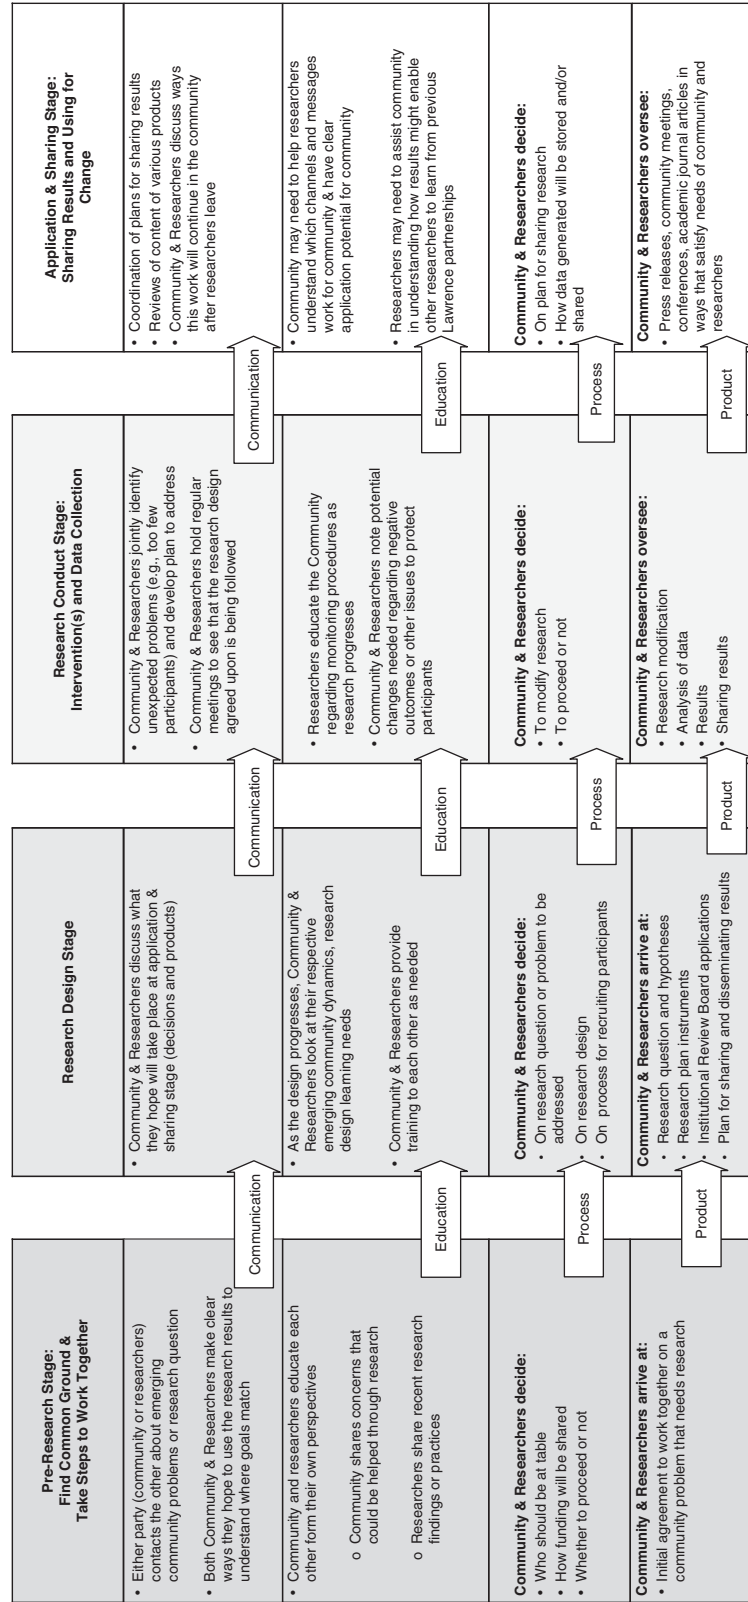 Pre-Research Stage:
Find Common Ground &
Take Steps to Work Together
• Either party (community or researchers)
contacts the other about emerging
community problems or research question
• Both Community & Researchers make clear
ways they hope to use the research results to
understand where goals match
Communication
• Community and researchers educate each
other form their own perspectives
o Community shares concerns that
could be helped through research
o Researchers share recent research
findings or practices
Education
Community & Researchers decide:
• Who should be at table
• How funding will be shared
• Whether to proceed or not
Process
Community & Researchers arrive at:
• Initial agreement to work together on a
community problem that needs research
Product
Research Design Stage
• Community & Researchers discuss what
they hope will take place at application &
sharing stage (decisions and products)
Communication
• As the design progresses, Community &
Researchers look at their respective
emerging community dynamics, research
design learning needs
• Community & Researchers provide
training to each other as needed
Education
Community & Researchers decide:
• On research question or problem to be
addressed
• On research design
• On process for recruiting participants
Process
Community & Researchers arrive at:
• Research question and hypotheses
• Research plan instruments
• Institutional Review Board applications
• Plan for sharing and disseminating results
Product
Research Conduct Stage:
Intervention(s) and Data Collection
• Community & Researchers jointly identify
unexpected problems (e.g., too few
participants) and develop plan to address
• Community & Researchers hold regular
meetings to see that the research design
agreed upon is being followed
Communication
• Researchers educate the Community
regarding monitoring procedures as
research progresses
• Community & Researchers note potential
changes needed regarding negative
outcomes or other issues to protect
participants
Education
Community & Researchers decide:
• To modify research
• To proceed or not
Process
Community & Researchers oversee:
• Research modification
• Analysis of data
• Results
• Sharing results
Product
Application & Sharing Stage:
Sharing Results and Using for
Change
• Coordination of plans for sharing results
• Reviews of content of various products
• Community & Researchers discuss ways
this work will continue in the community
after researchers leave
• Community may need to help researchers
understand which channels and messages
work for community & have clear
application potential for community
• Researchers may need to assist community
in understanding how results might enable
other researchers to learn from previous
Lawrence partnerships
Community & Researchers decide:
• On plan for sharing research
• How data generated will be stored and/or
shared
Community & Researchers oversee:
• Press releases, community meetings,
conferences, academic journal articles in
ways that satisfy needs of community and
researchers